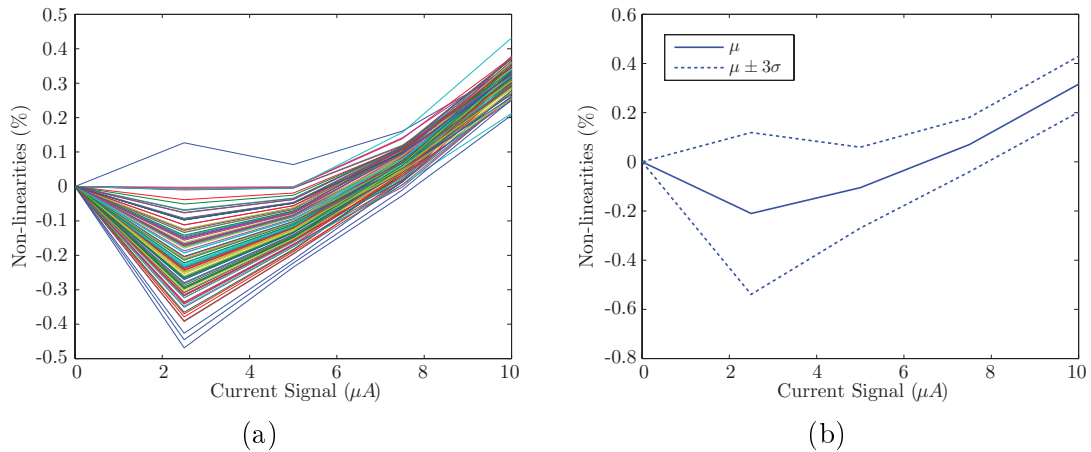 0.5
0.4
0.3
0.2
0.1
0
-0.1
-0.2
-0.3
-0.4
-0.5
Non-linearities (%)
0 2 4 6 8 10
Current Signal (μA)
(a)
0.6
0.4
0.2
0
-0.2
-0.4
-0.6
-0.8
Non-linearities (%)
μ
μ ± 3σ
0 2 4 6 8 10
Current Signal (μA)
(b)